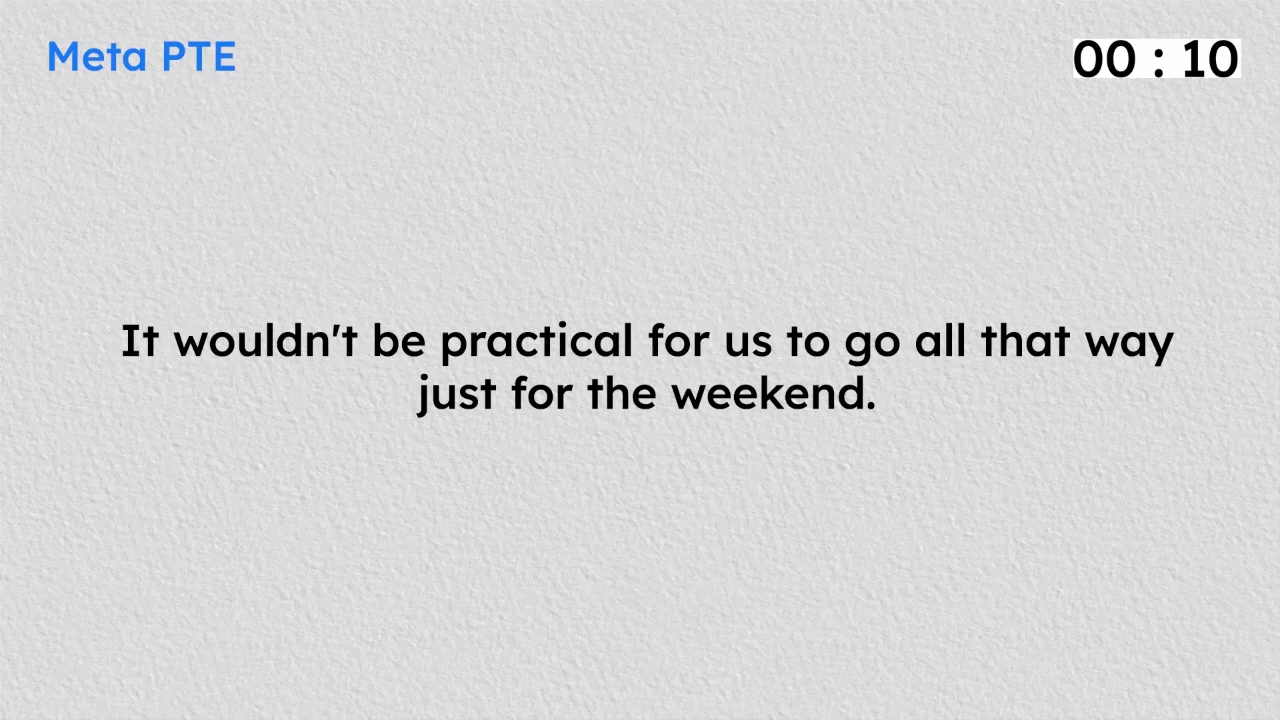 Meta PTE
00 : 10
It wouldn't be practical for us to go all that way
just for the weekend.